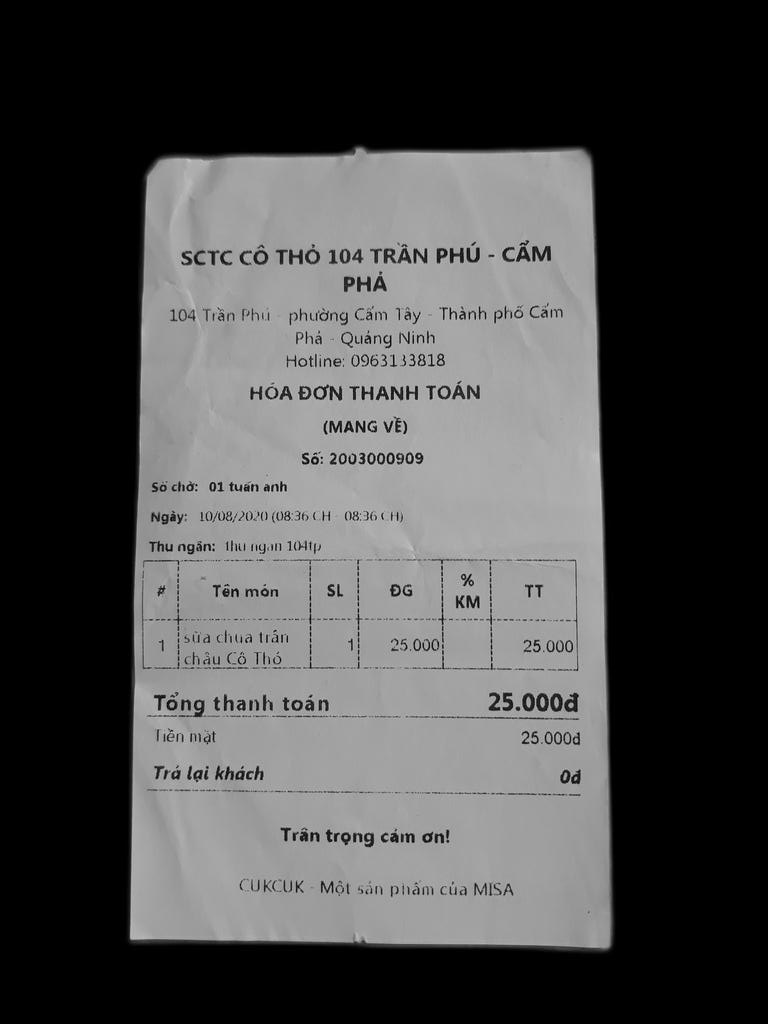 SCTC CÔ THỎ 104 TRẦN PHÚ - CẨM
PHẢ
104 Trần Phú - phường Cẩm Tây - Thành phố Cẩm
Phả - Quảng Ninh
Hotline: 0963133818
HÓA ĐƠN THANH TOÁN
(MANG VỀ)
Số: 2003000909
Số chờ: 01 tuấn anh
Ngày: 10/08/2020 (08:36 CH - 08:36 CH)
Thu ngân: thu ngan 104tp
# Tên món SL ĐG % KM TT
1 sữa chua trân châu Cô Thỏ 1 25.000 25.000
Tổng thanh toán 25.000đ
Tiền mặt 25.000đ
Trả lại khách 0đ
Trân trọng cảm ơn!
CUKCUK - Một sản phẩm của MISA